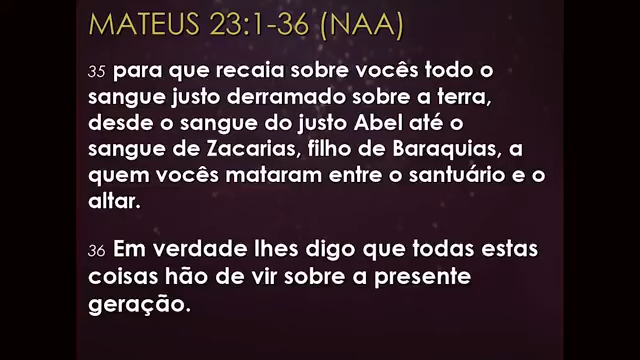 MATEUS 23:1-36 (NAA)
35 para que recaia sobre vocês todo o
sangue justo derramado sobre a terra,
desde o sangue do justo Abel até o
sangue de Zacarias, filho de Baraquias, a
quem vocês mataram entre o santuário e o
altar.
36 Em verdade lhes digo que todas estas
coisas hão de vir sobre a presente
geração.